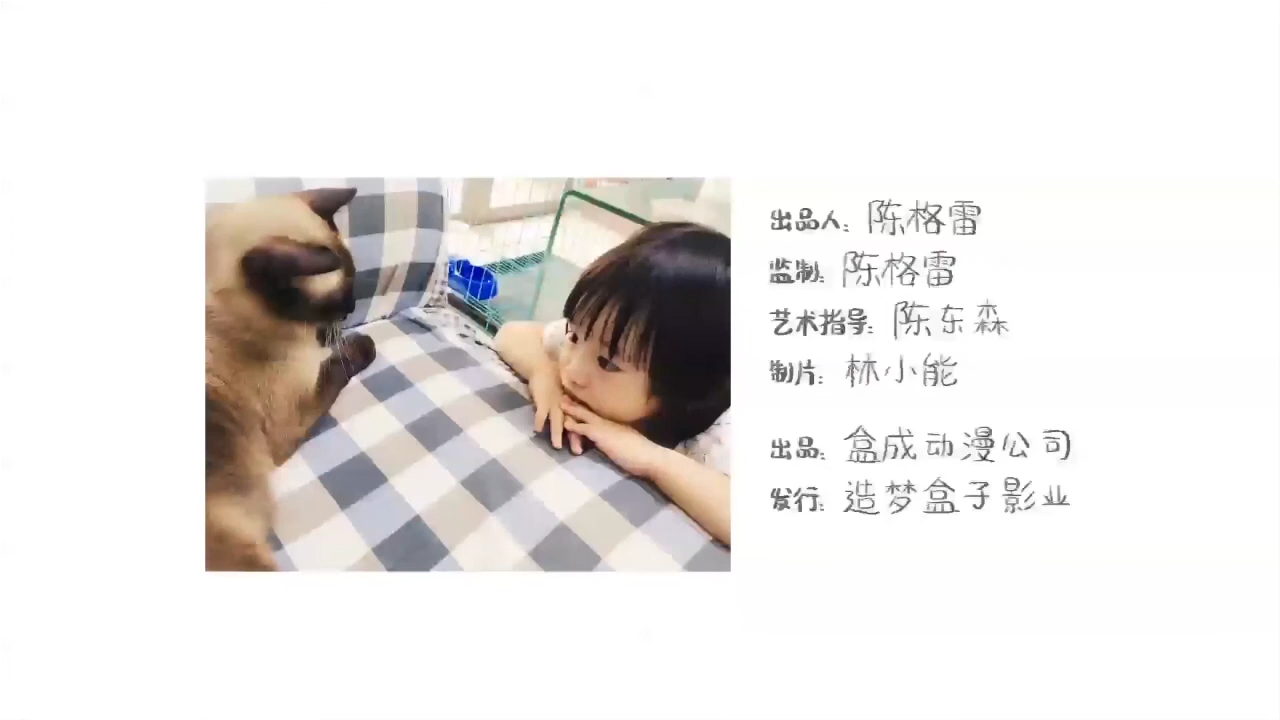 出品人：陈格雷
监制：陈格雷
艺术指导：陈东森
制片：林小能
出品：盒成动漫公司
发行：造梦盒子影业